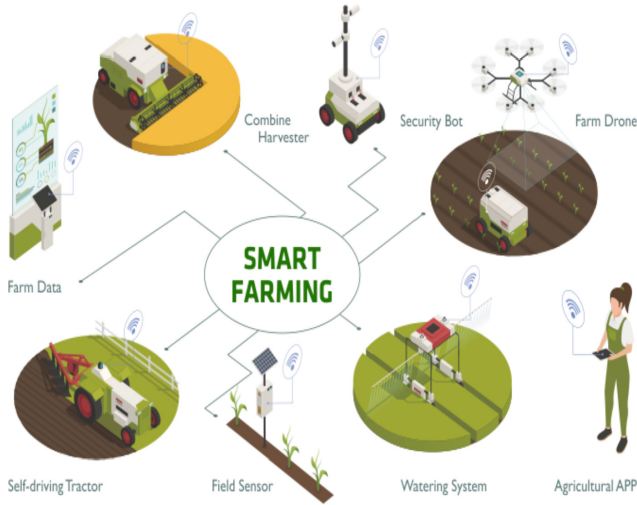 Combine
Harvester
Security Bot
Farm Drone
SMART
FARMING
Farm Data
Self-driving Tractor
Field Sensor
Watering System
Agricultural APP